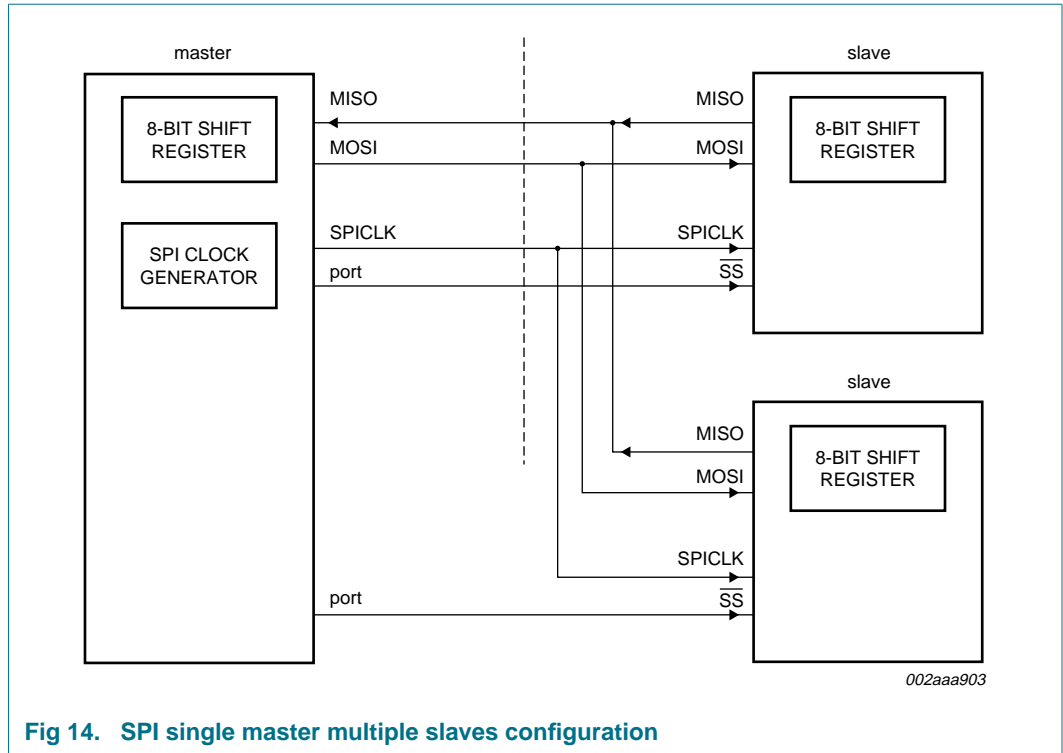 master
slave
MISO
MISO
8-BIT SHIFT
REGISTER
8-BIT SHIFT
REGISTER
MOSI
MOSI
SPICLK
SPICLK
SPI CLOCK
GENERATOR
port
S̅S̅
slave
MISO
8-BIT SHIFT
REGISTER
MOSI
SPICLK
port
S̅S̅
002aaa903
Fig 14. SPI single master multiple slaves configuration